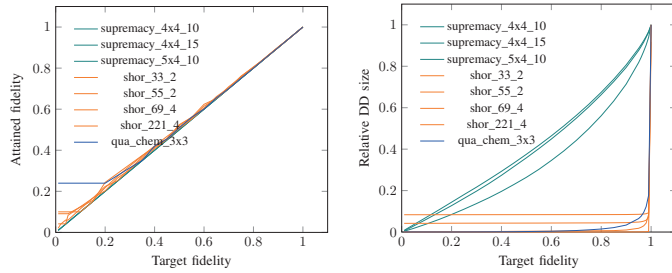 1
0.8
0.6
0.4
0.2
0
0
0.2
0.4
0.6
0.8
1
Attained fidelity
Target fidelity
supremacy_4x4_10
supremacy_4x4_15
supremacy_5x4_10
shor_33_2
shor_55_2
shor_69_4
shor_221_4
qua_chem_3x3
1
0.8
0.6
0.4
0.2
0
0
0.2
0.4
0.6
0.8
1
Relative DD size
Target fidelity
supremacy_4x4_10
supremacy_4x4_15
supremacy_5x4_10
shor_33_2
shor_55_2
shor_69_4
shor_221_4
qua_chem_3x3